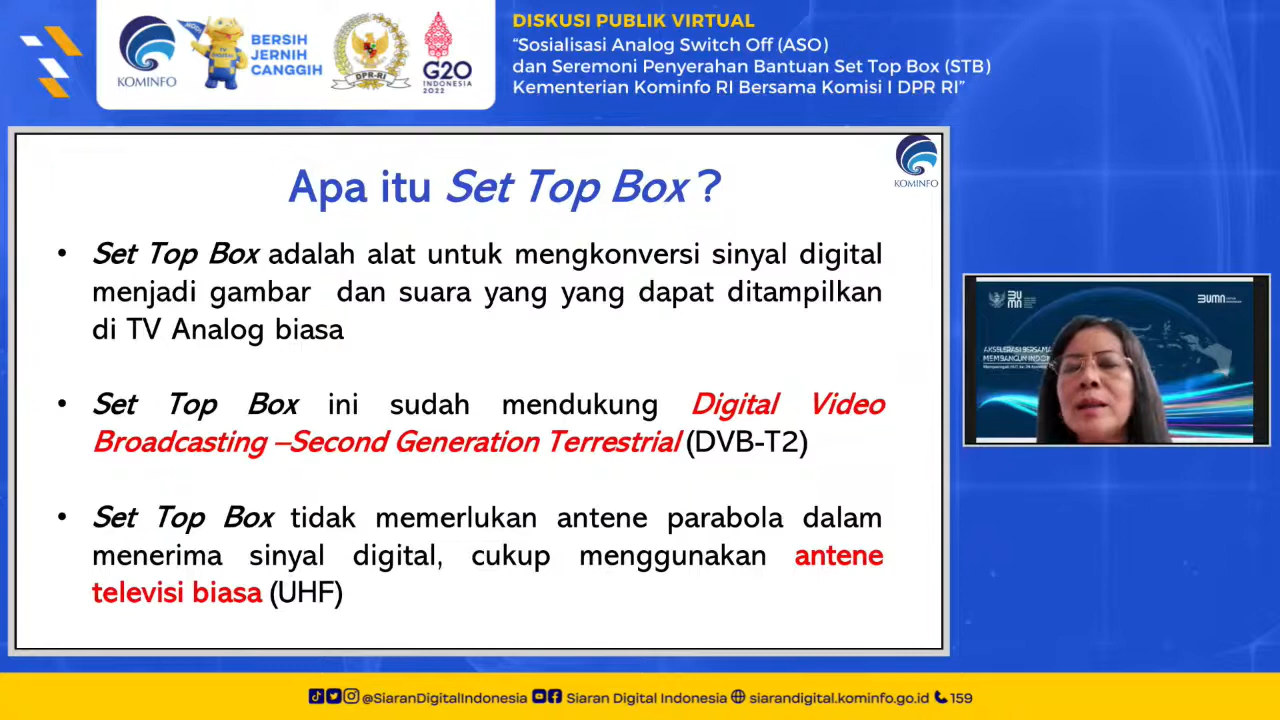 KOMINFO
BERSIH
JERNIH
CANGGIH
DPR-RI
G20
INDONESIA
2022
DISKUSI PUBLIK VIRTUAL
“Sosialisasi Analog Switch Off (ASO)
dan Seremoni Penyerahan Bantuan Set Top Box (STB)
Kementerian Kominfo RI Bersama Komisi I DPR RI”
KOMINFO
Apa itu Set Top Box ?
• Set Top Box adalah alat untuk mengkonversi sinyal digital
menjadi gambar dan suara yang yang dapat ditampilkan
di TV Analog biasa
• Set Top Box ini sudah mendukung Digital Video
Broadcasting –Second Generation Terrestrial (DVB-T2)
• Set Top Box tidak memerlukan antene parabola dalam
menerima sinyal digital, cukup menggunakan antene
televisi biasa (UHF)
BUMN
BUMN
AKSELERASI BERSAMA
MEMBANGUN INDON
@SiaranDigitalIndonesia Siaran Digital Indonesia siarandigital.kominfo.go.id 159